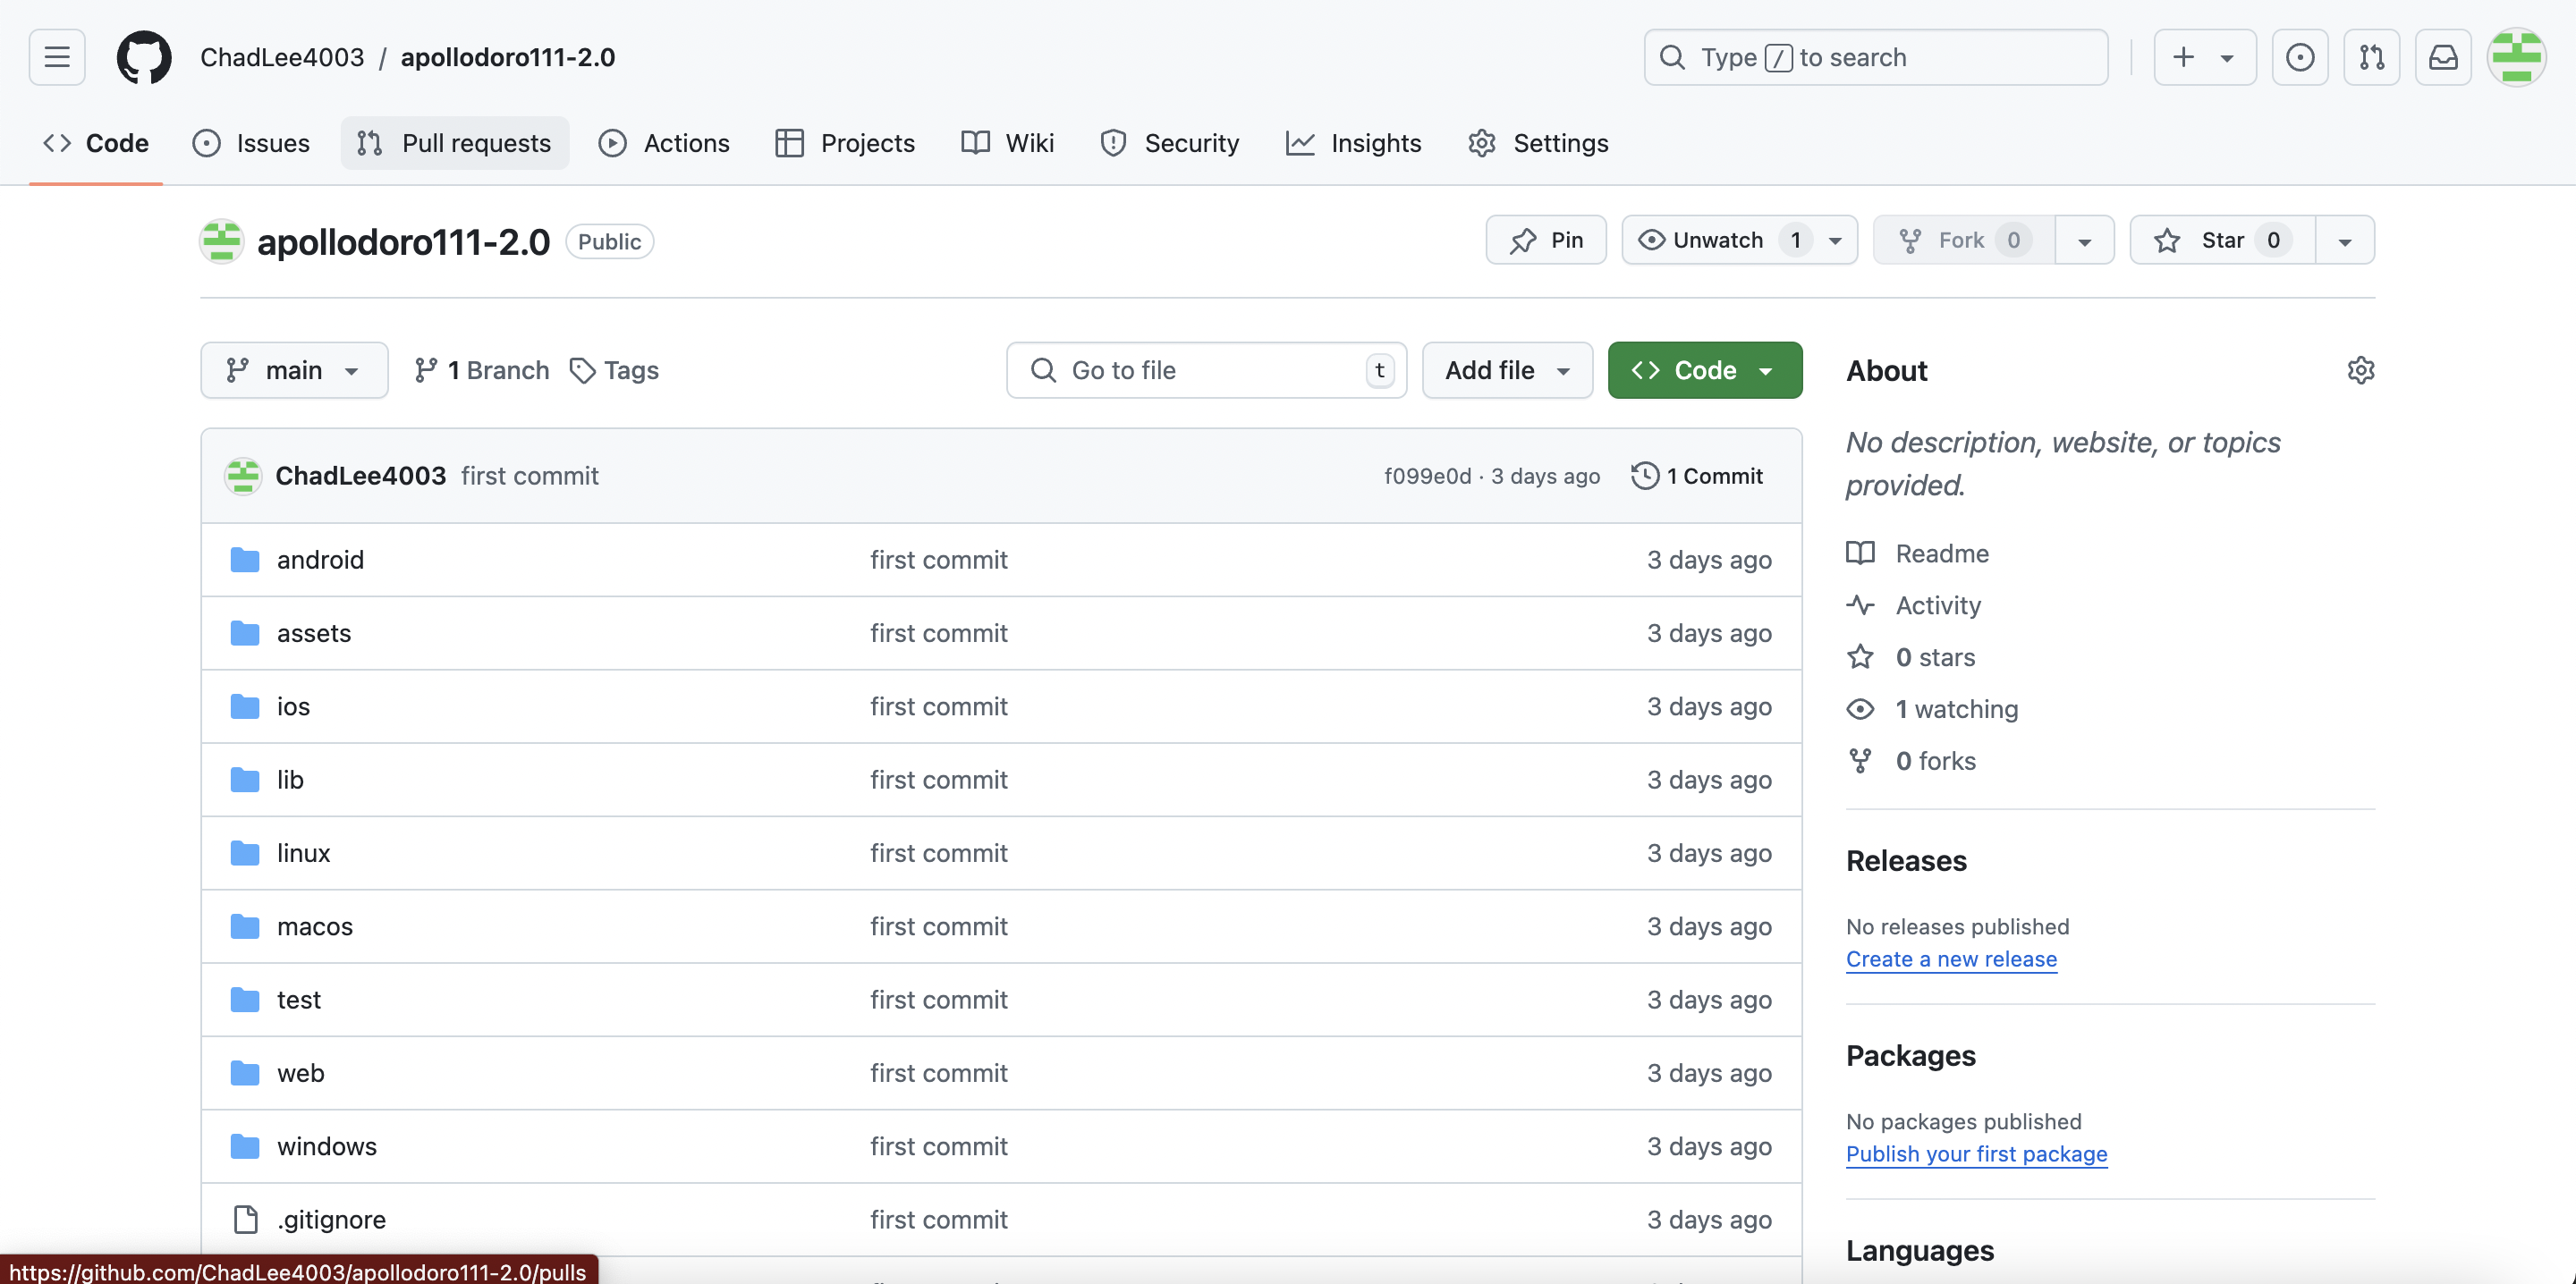 ChadLee4003 / apollodoro111-2.0
Type / to search
Code Issues Pull requests Actions Projects Wiki Security Insights Settings
apollodoro111-2.0 Public
Pin Unwatch 1 Fork 0 Star 0
main 1 Branch Tags Go to file t Add file Code
ChadLee4003 first commit f099e0d · 3 days ago 1 Commit
android first commit 3 days ago
assets first commit 3 days ago
ios first commit 3 days ago
lib first commit 3 days ago
linux first commit 3 days ago
macos first commit 3 days ago
test first commit 3 days ago
web first commit 3 days ago
windows first commit 3 days ago
.gitignore first commit 3 days ago
About
No description, website, or topics
provided.
Readme
Activity
0 stars
1 watching
0 forks
Releases
No releases published
Create a new release
Packages
No packages published
Publish your first package
Languages
https://github.com/ChadLee4003/apollodoro111-2.0/pulls